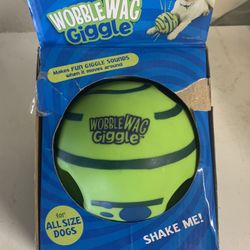 WOBBLE WAG
Giggle
Makes FUN GIGGLE SOUNDS
when it moves around
WOBBLE WAG
Giggle™
for
ALL SIZE
DOGS
SHAKE ME!